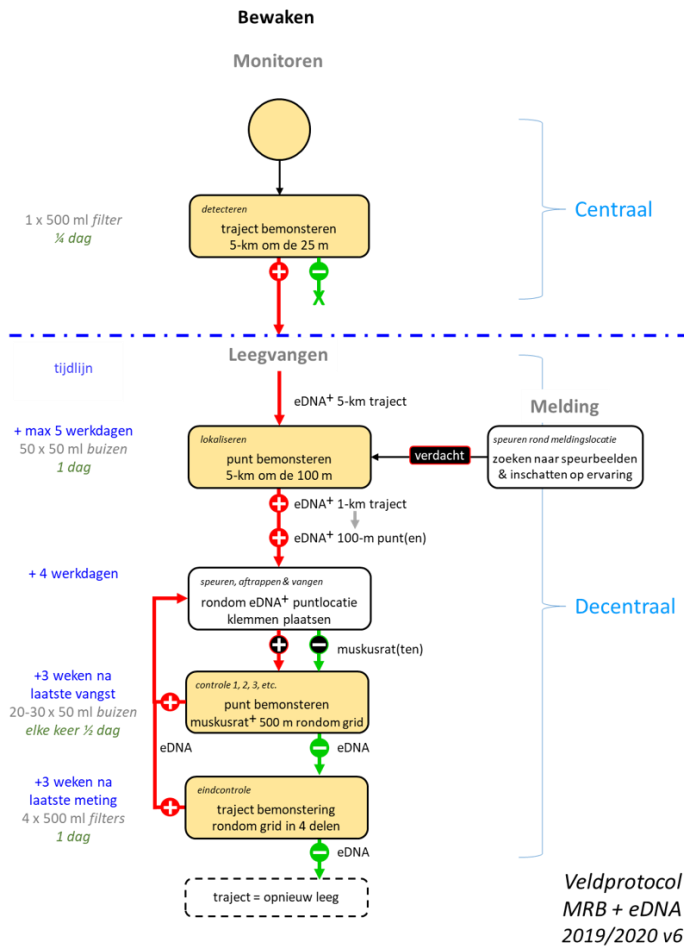 Bewaken
Monitoren
detecteren
traject bemonsteren
5-km om de 25 m
1 x 500 ml filter
¼ dag
Centraal
+
−
X
Leegvangen
tijdlijn
eDNA⁺ 5-km traject
Melding
+ max 5 werkdagen
50 x 50 ml buizen
1 dag
lokaliseren
punt bemonsteren
5-km om de 100 m
verdacht
speuren rond meldingslocatie
zoeken naar speurbeelden
& inschatten op ervaring
+
eDNA⁺ 1-km traject
+
eDNA⁺ 100-m punt(en)
+ 4 werkdagen
speuren, aftrappen & vangen
rondom eDNA⁺ puntlocatie
klemmen plaatsen
Decentraal
+
−
muskusrat(ten)
+3 weken na
laatste vangst
20-30 x 50 ml buizen
elke keer ½ dag
+
controle 1, 2, 3, etc.
punt bemonsteren
muskusrat⁺ 500 m rondom grid
eDNA
−
eDNA
+3 weken na
laatste meting
4 x 500 ml filters
1 dag
+
eindcontrole
traject bemonstering
rondom grid in 4 delen
−
eDNA
traject = opnieuw leeg
Veldprotocol
MRB + eDNA
2019/2020 v6